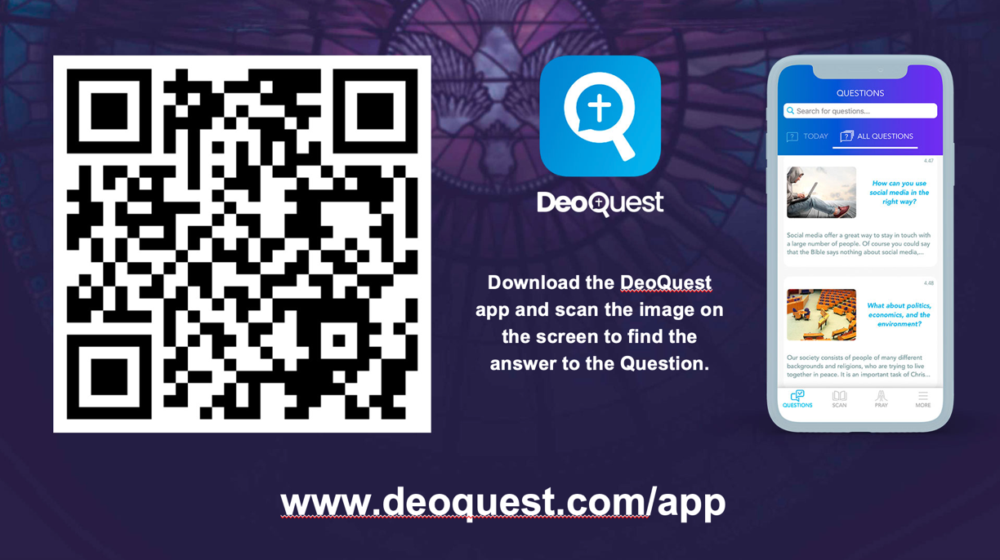 DeoQuest
Download the DeoQuest
app and scan the image on
the screen to find the
answer to the Question.
www.deoquest.com/app
QUESTIONS
Search for questions...
? TODAY
? ALL QUESTIONS
4.47
How can you use
social media in the
right way?
Social media offer a great way to stay in touch with
a large number of people. Of course you could say
that the Bible says nothing about social media,...
4.48
What about politics,
economics, and the
environment?
Our society consists of people of many different
backgrounds and religions, who are trying to live
together in peace. It is an important task of Chris...
QUESTIONS
SCAN
PRAY
MORE